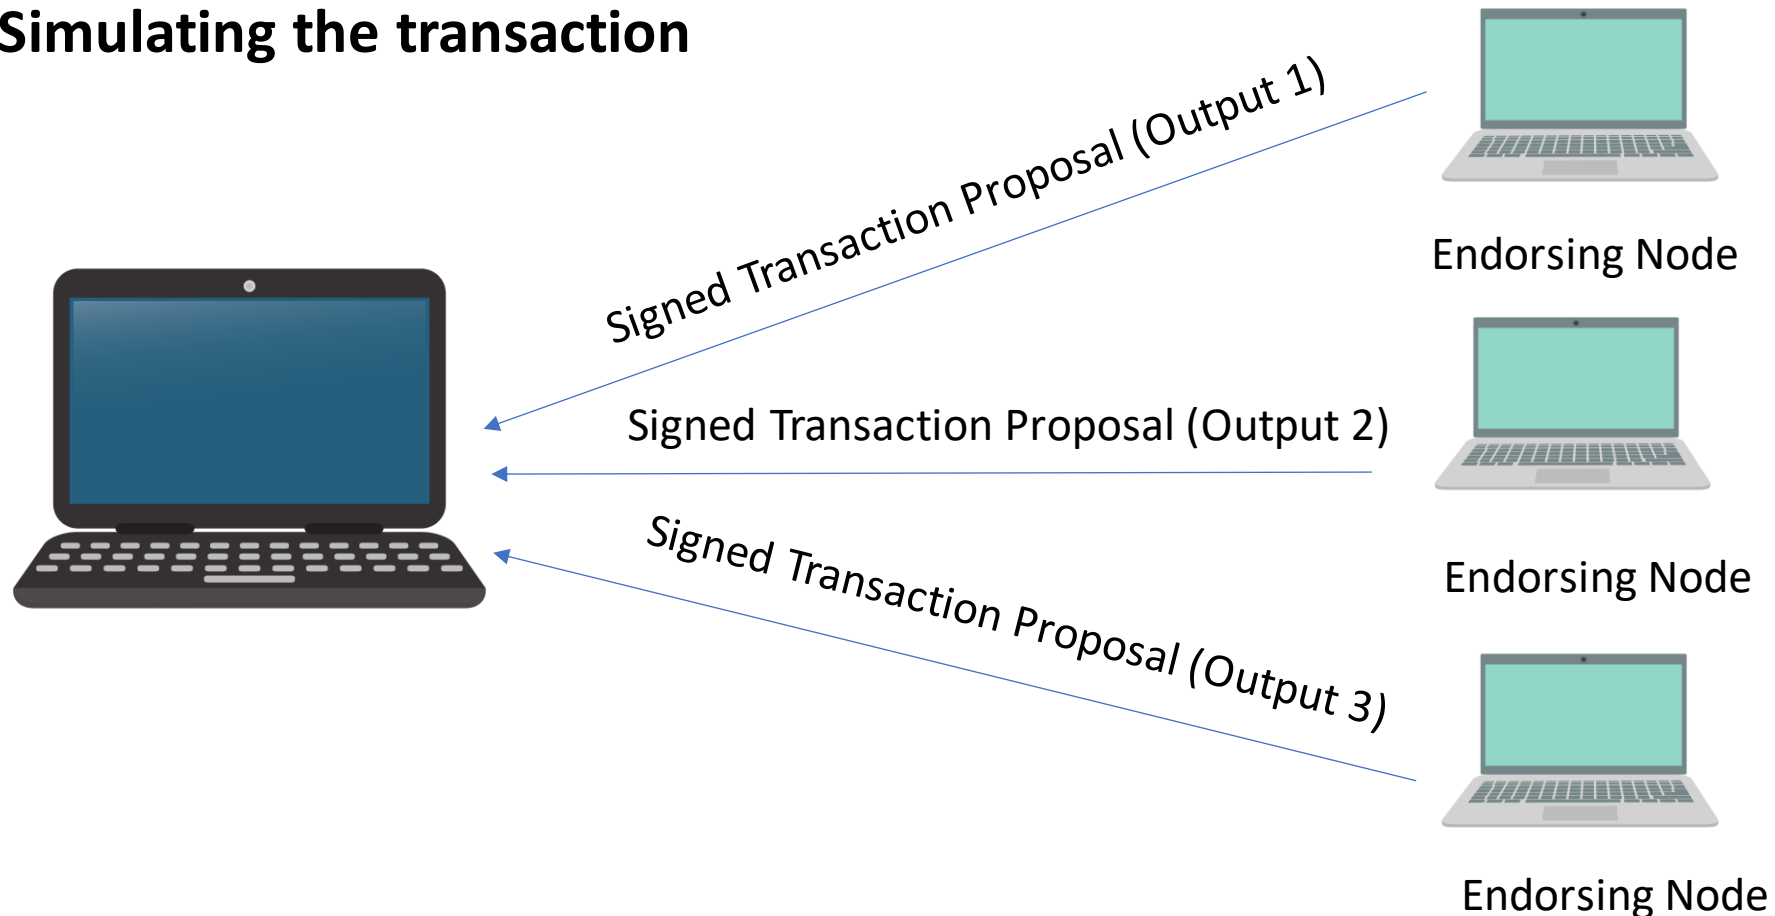 Simulating the transaction
Signed Transaction Proposal (Output 1)
Endorsing Node
Signed Transaction Proposal (Output 2)
Endorsing Node
Signed Transaction Proposal (Output 3)
Endorsing Node